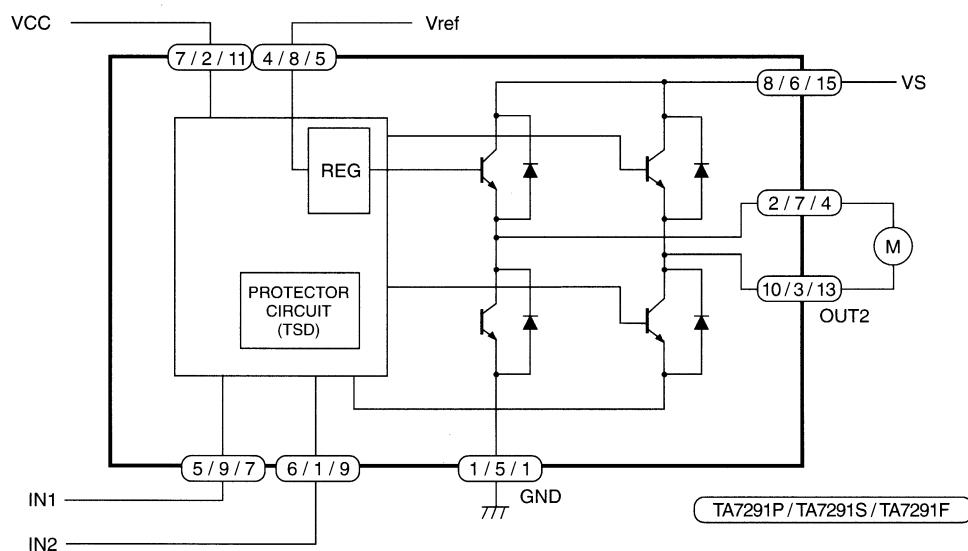 VCC
Vref
7 / 2 / 11
4 / 8 / 5
8 / 6 / 15
VS
REG
2 / 7 / 4
M
PROTECTOR
CIRCUIT
(TSD)
10 / 3 / 13
OUT2
5 / 9 / 7
6 / 1 / 9
1 / 5 / 1
IN1
GND
TA7291P / TA7291S / TA7291F
IN2